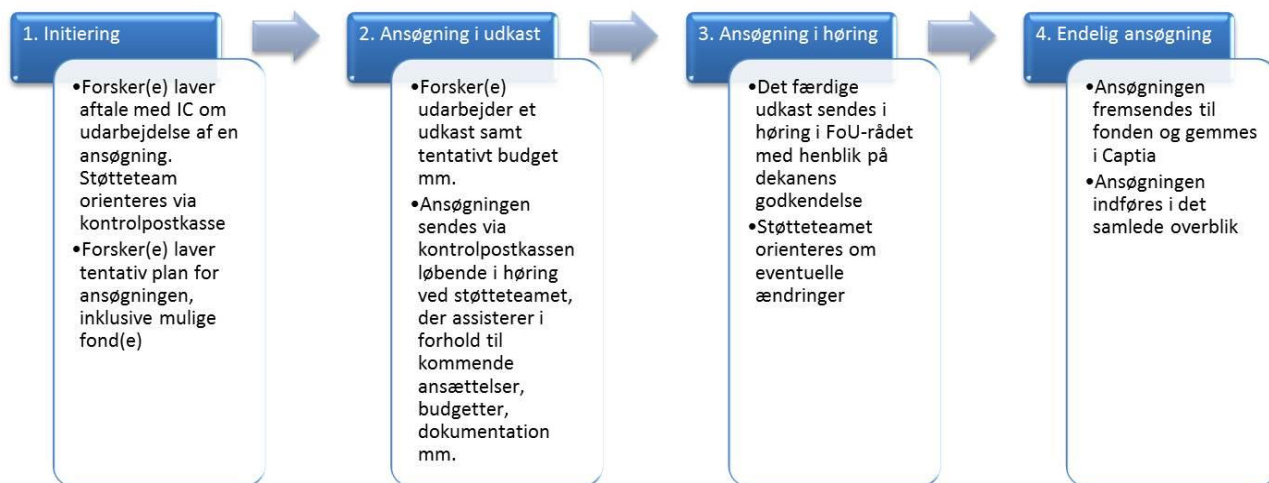 1. Initiering
•Forsker(e) laver
aftale med IC om
udarbejdelse af en
ansøgning.
Støtteteam
orienteres via
kontrolpostkasse
•Forsker(e) laver
tentativ plan for
ansøgningen,
inklusive mulige
fond(e)
2. Ansøgning i udkast
•Forsker(e)
udarbejder et
udkast samt
tentativt budget
mm.
•Ansøgningen
sendes via
kontrolpostkassen
løbende i høring
ved støtteteamet,
der assisterer i
forhold til
kommende
ansættelser,
budgetter,
dokumentation
mm.
3. Ansøgning i høring
•Det færdige
udkast sendes i
høring i FoU-rådet
med henblik på
dekanens
godkendelse
•Støtteteamet
orienteres om
eventuelle
ændringer
4. Endelig ansøgning
•Ansøgningen
fremsendes til
fonden og gemmes
i Captia
•Ansøgningen
indføres i det
samlede overblik